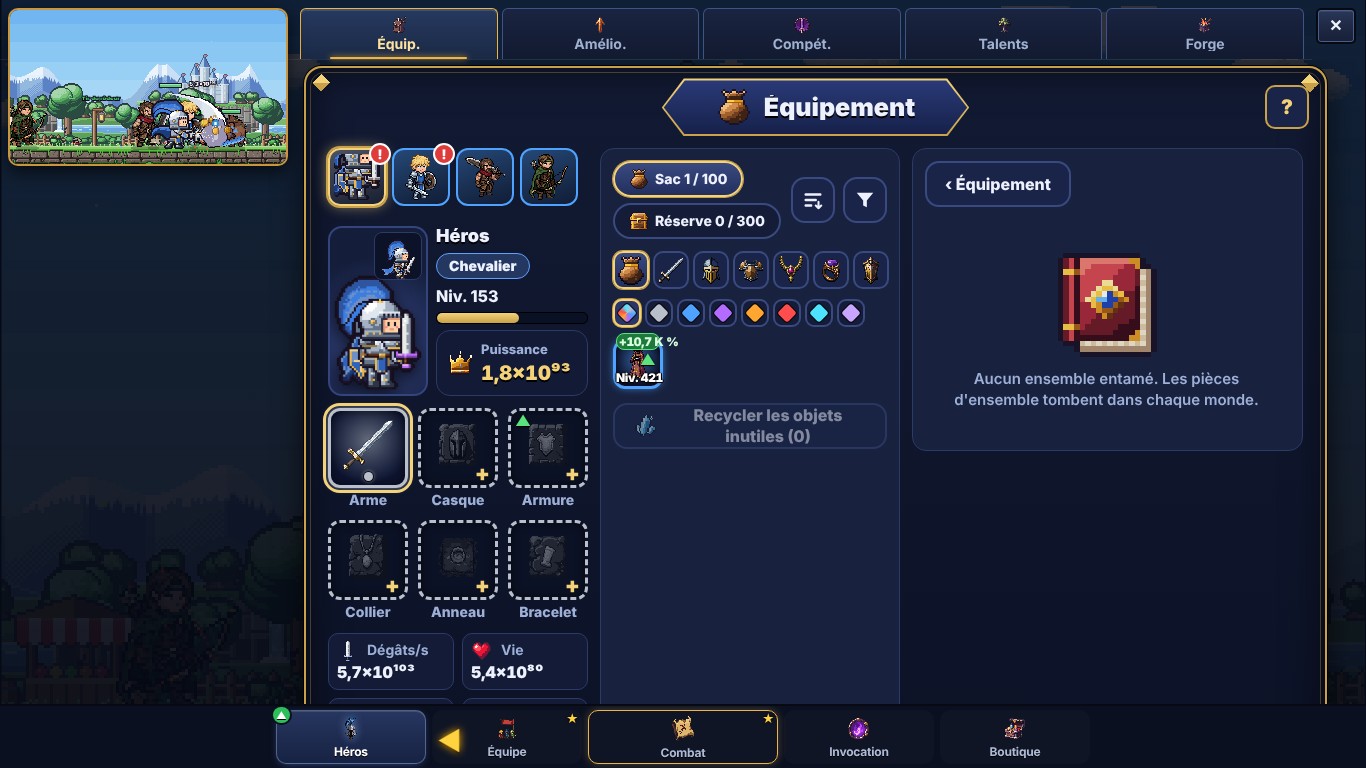 Équip.
Amélio.
Compét.
Talents
Forge
×
Équipement
?
!
!
Héros
Chevalier
Niv. 153
Puissance
1,8×10⁹³
Arme
Casque
Armure
Collier
Anneau
Bracelet
Dégâts/s
5,7×10¹⁰³
Vie
5,4×10⁸⁰
Sac 1 / 100
Réserve 0 / 300
+10,7 K %
Niv. 421
Recycler les objets
inutiles (0)
‹ Équipement
Aucun ensemble entamé. Les pièces
d'ensemble tombent dans chaque monde.
Héros
Équipe
Combat
Invocation
Boutique